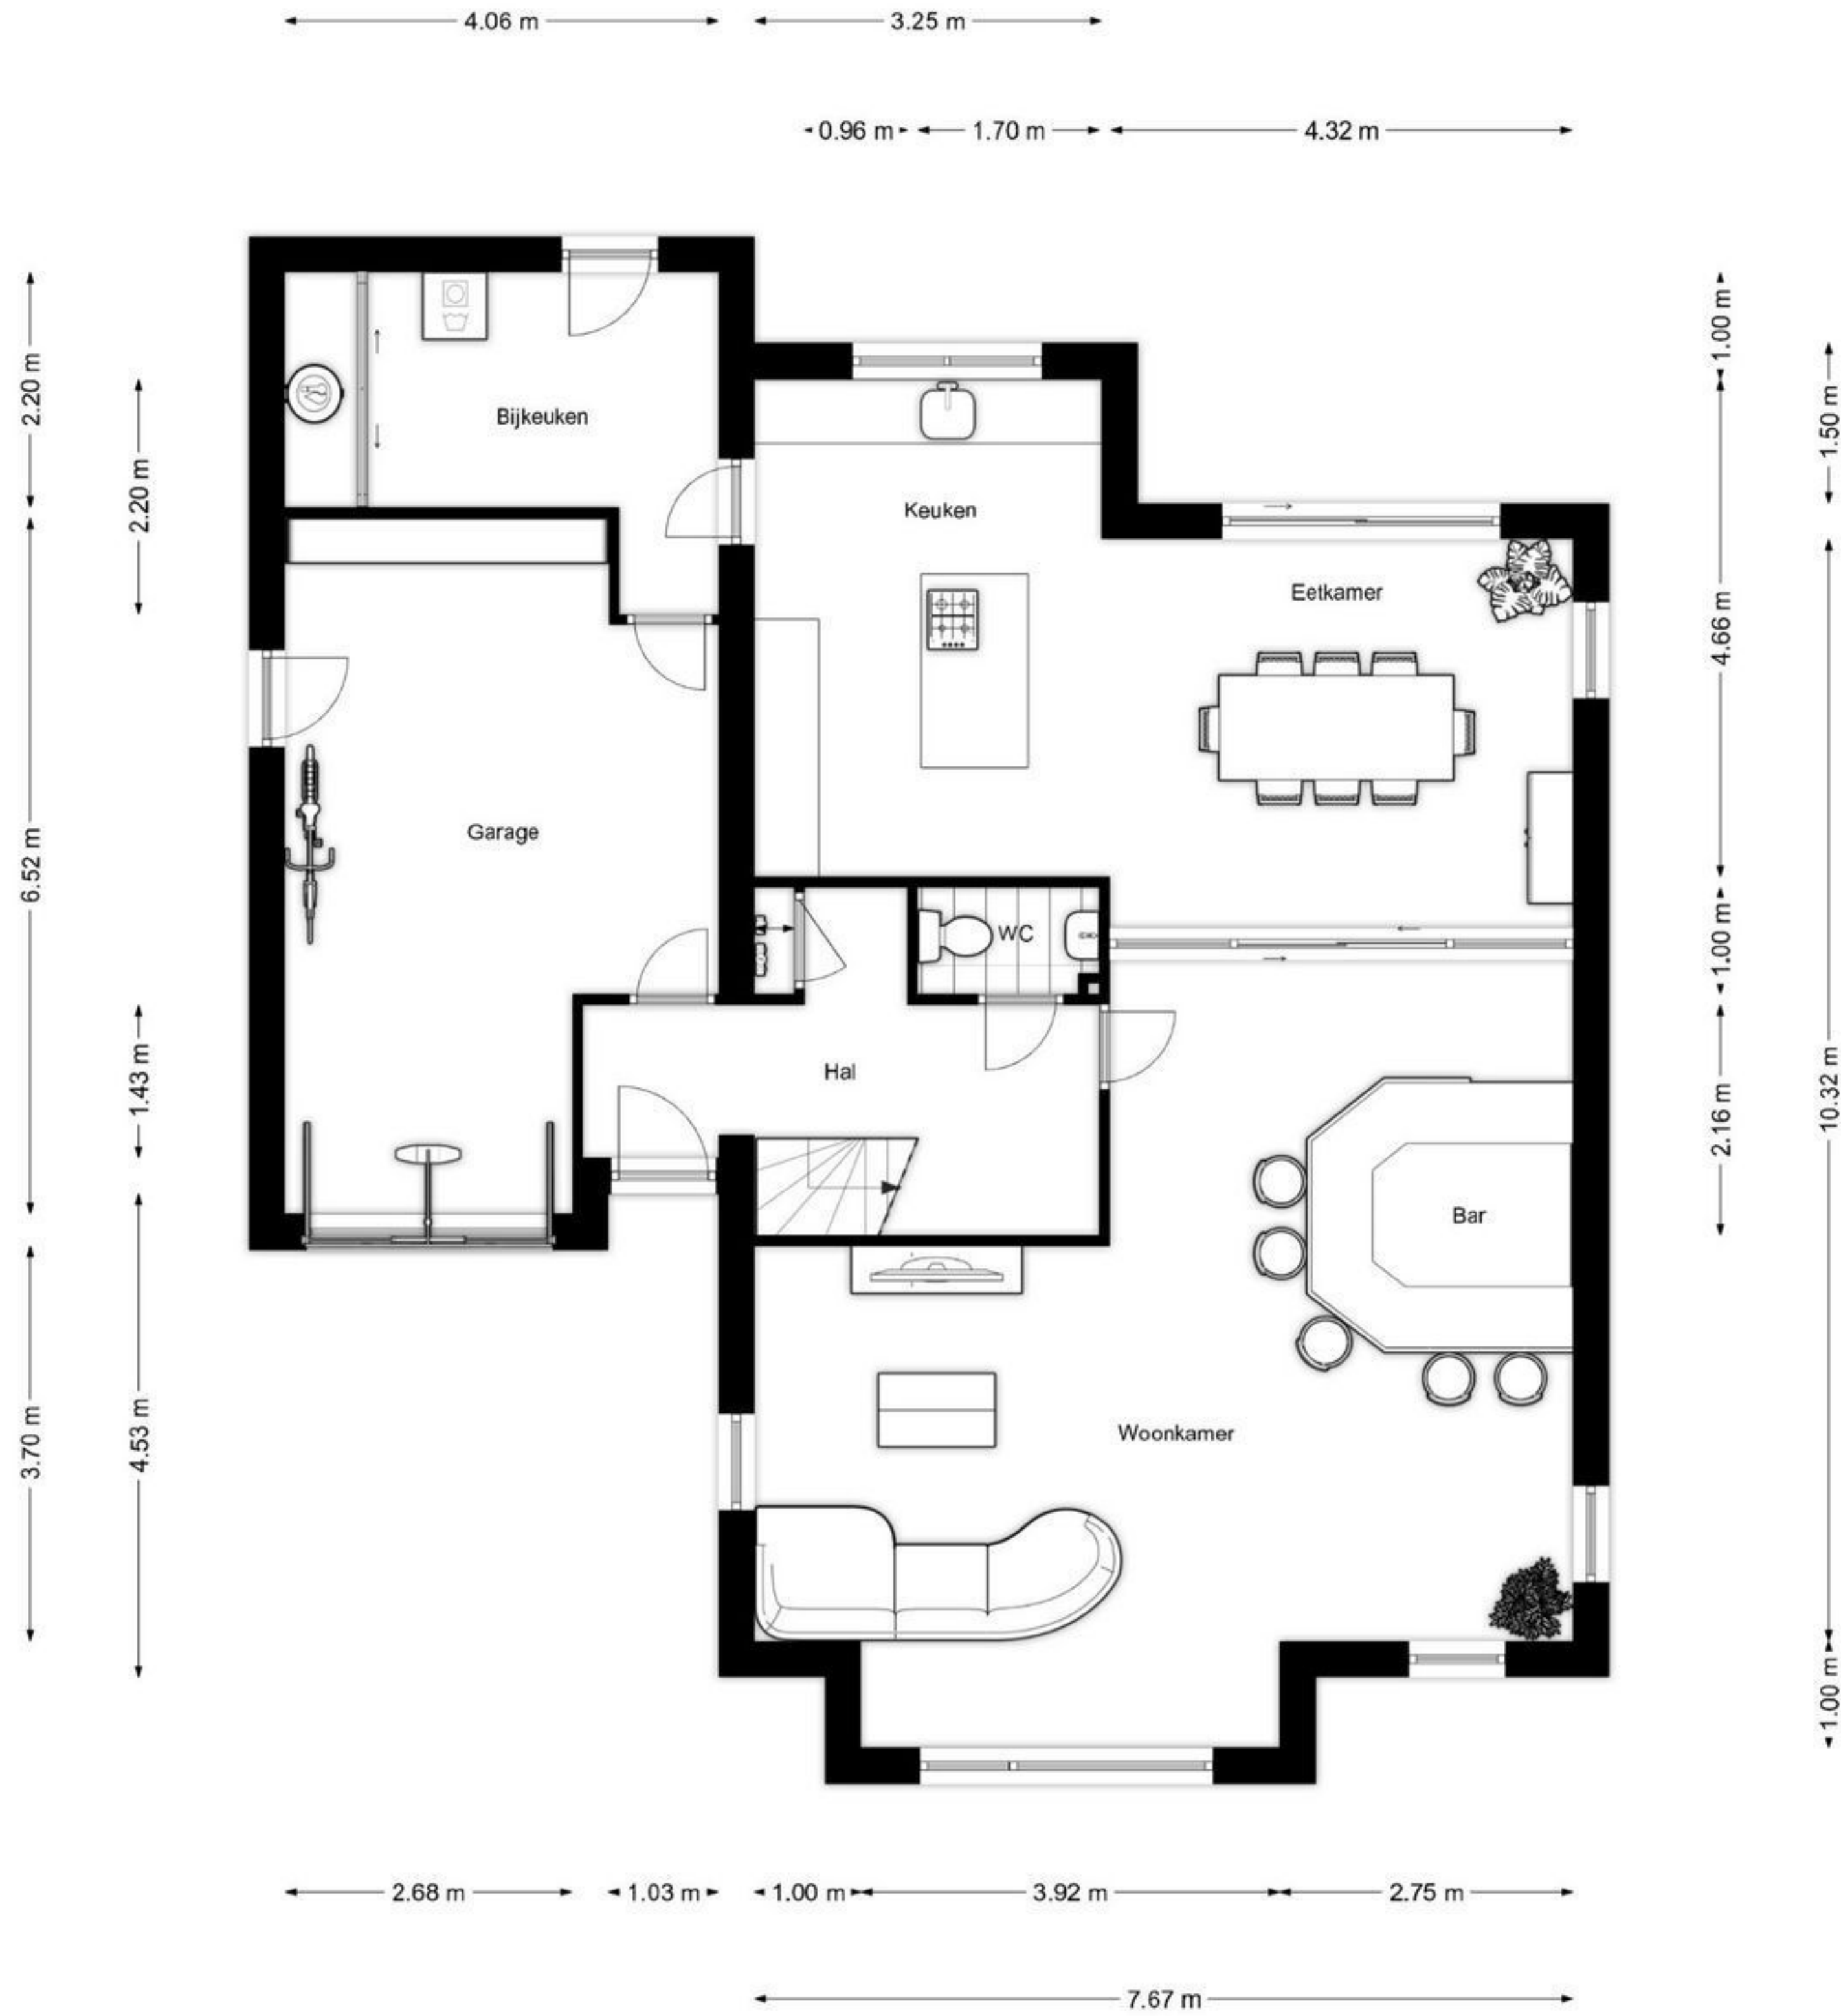 4.06 m
3.25 m
0.96 m
1.70 m
4.32 m
2.20 m
2.20 m
6.52 m
1.43 m
3.70 m
4.53 m
Bijkeuken
Keuken
Eetkamer
Garage
WC
Hal
Bar
Woonkamer
1.00 m
1.50 m
4.66 m
1.00 m
2.16 m
10.32 m
1.00 m
2.68 m
1.03 m
1.00 m
3.92 m
2.75 m
7.67 m